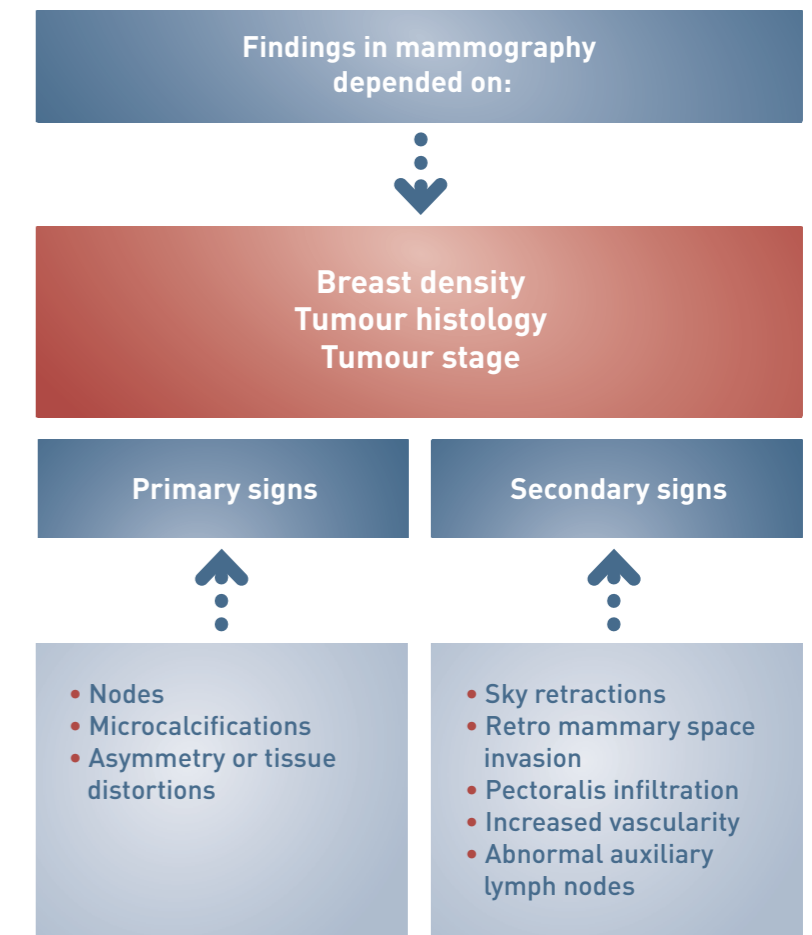 Findings in mammography
depended on:
Breast density
Tumour histology
Tumour stage
Primary signs
Secondary signs
• Nodes
• Microcalcifications
• Asymmetry or tissue
distortions
• Sky retractions
• Retro mammary space
invasion
• Pectoralis infiltration
• Increased vascularity
• Abnormal auxiliary
lymph nodes